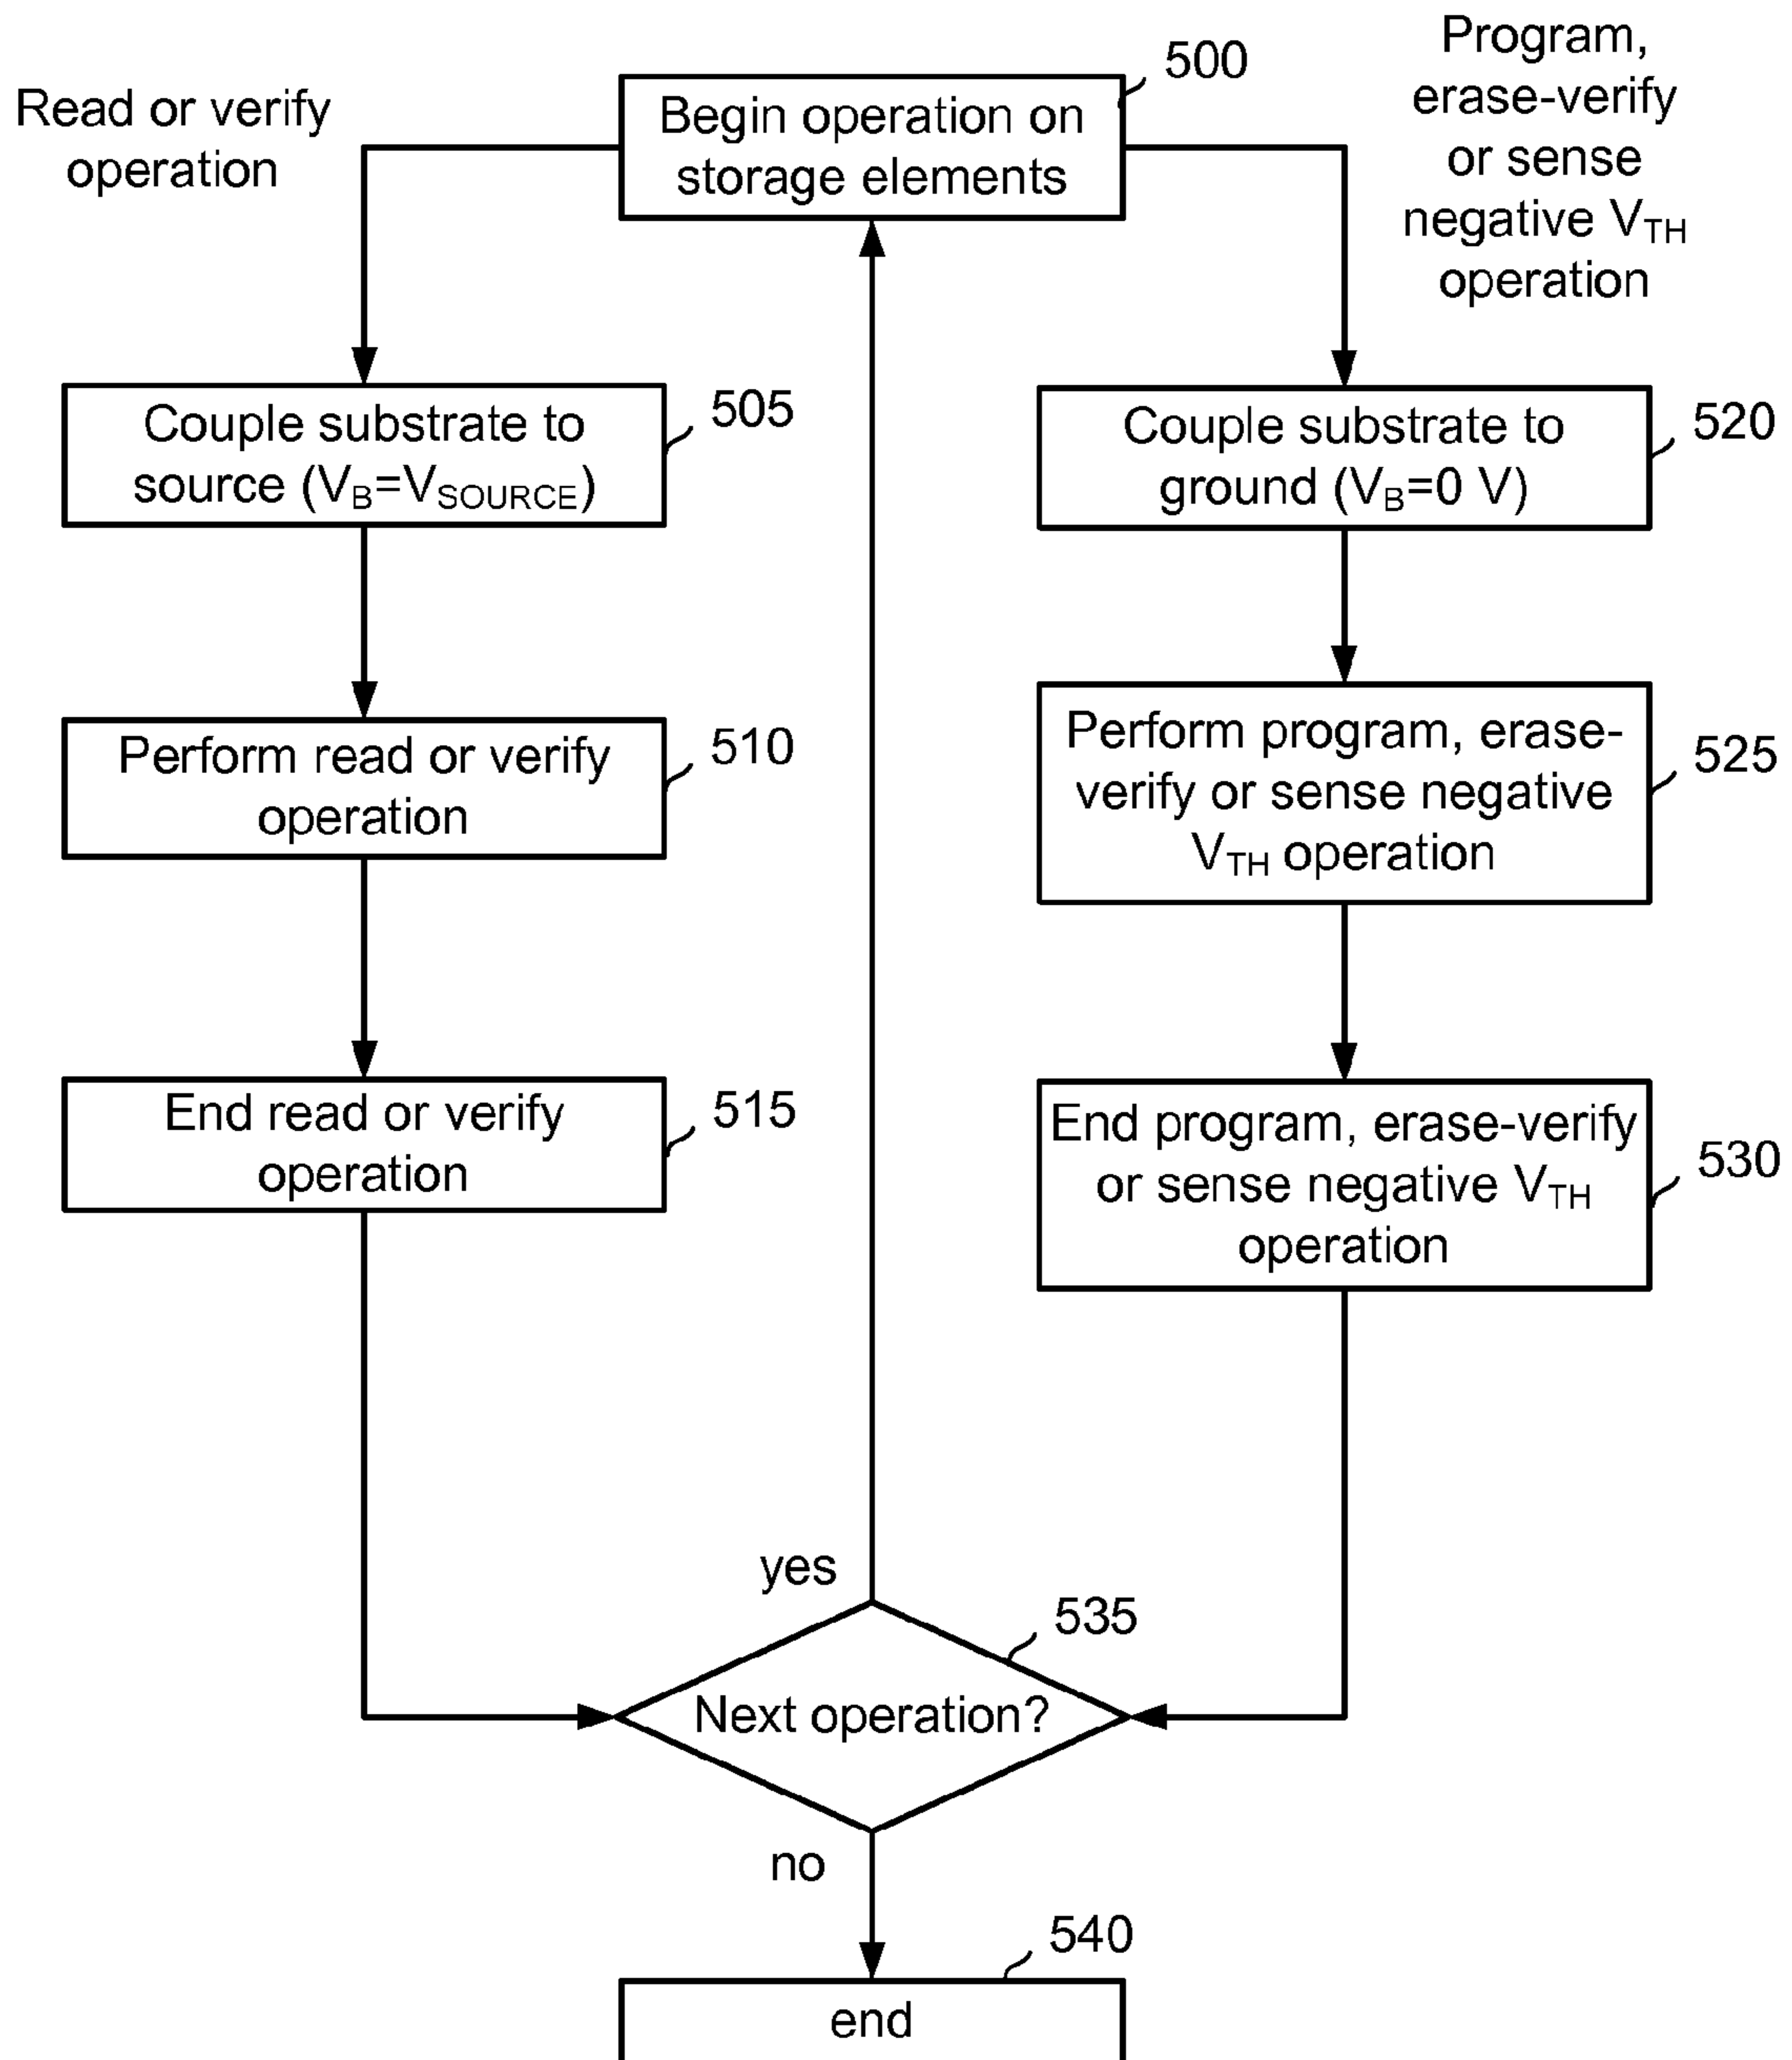 Read or verify
operation
500
Begin operation on
storage elements
Program,
erase-verify
or sense
negative VTH
operation
Couple substrate to
source (VB=VSOURCE)
505
Couple substrate to
ground (VB=0 V)
520
Perform read or verify
operation
510
Perform program, erase-
verify or sense negative
VTH operation
525
End read or verify
operation
515
End program, erase-verify
or sense negative VTH
operation
530
yes
535
Next operation?
no
540
end